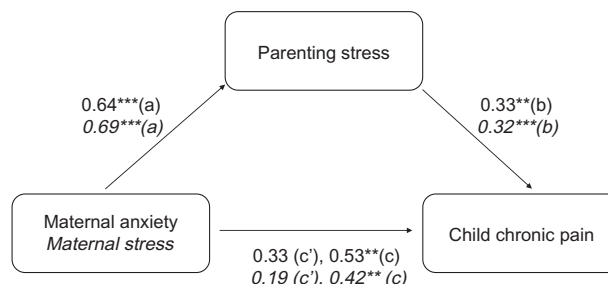 Parenting stress
0.64***(a)
0.69***(a)
0.33**(b)
0.32***(b)
Maternal anxiety
Maternal stress
Child chronic pain
0.33 (c'), 0.53**(c)
0.19 (c'), 0.42** (c)